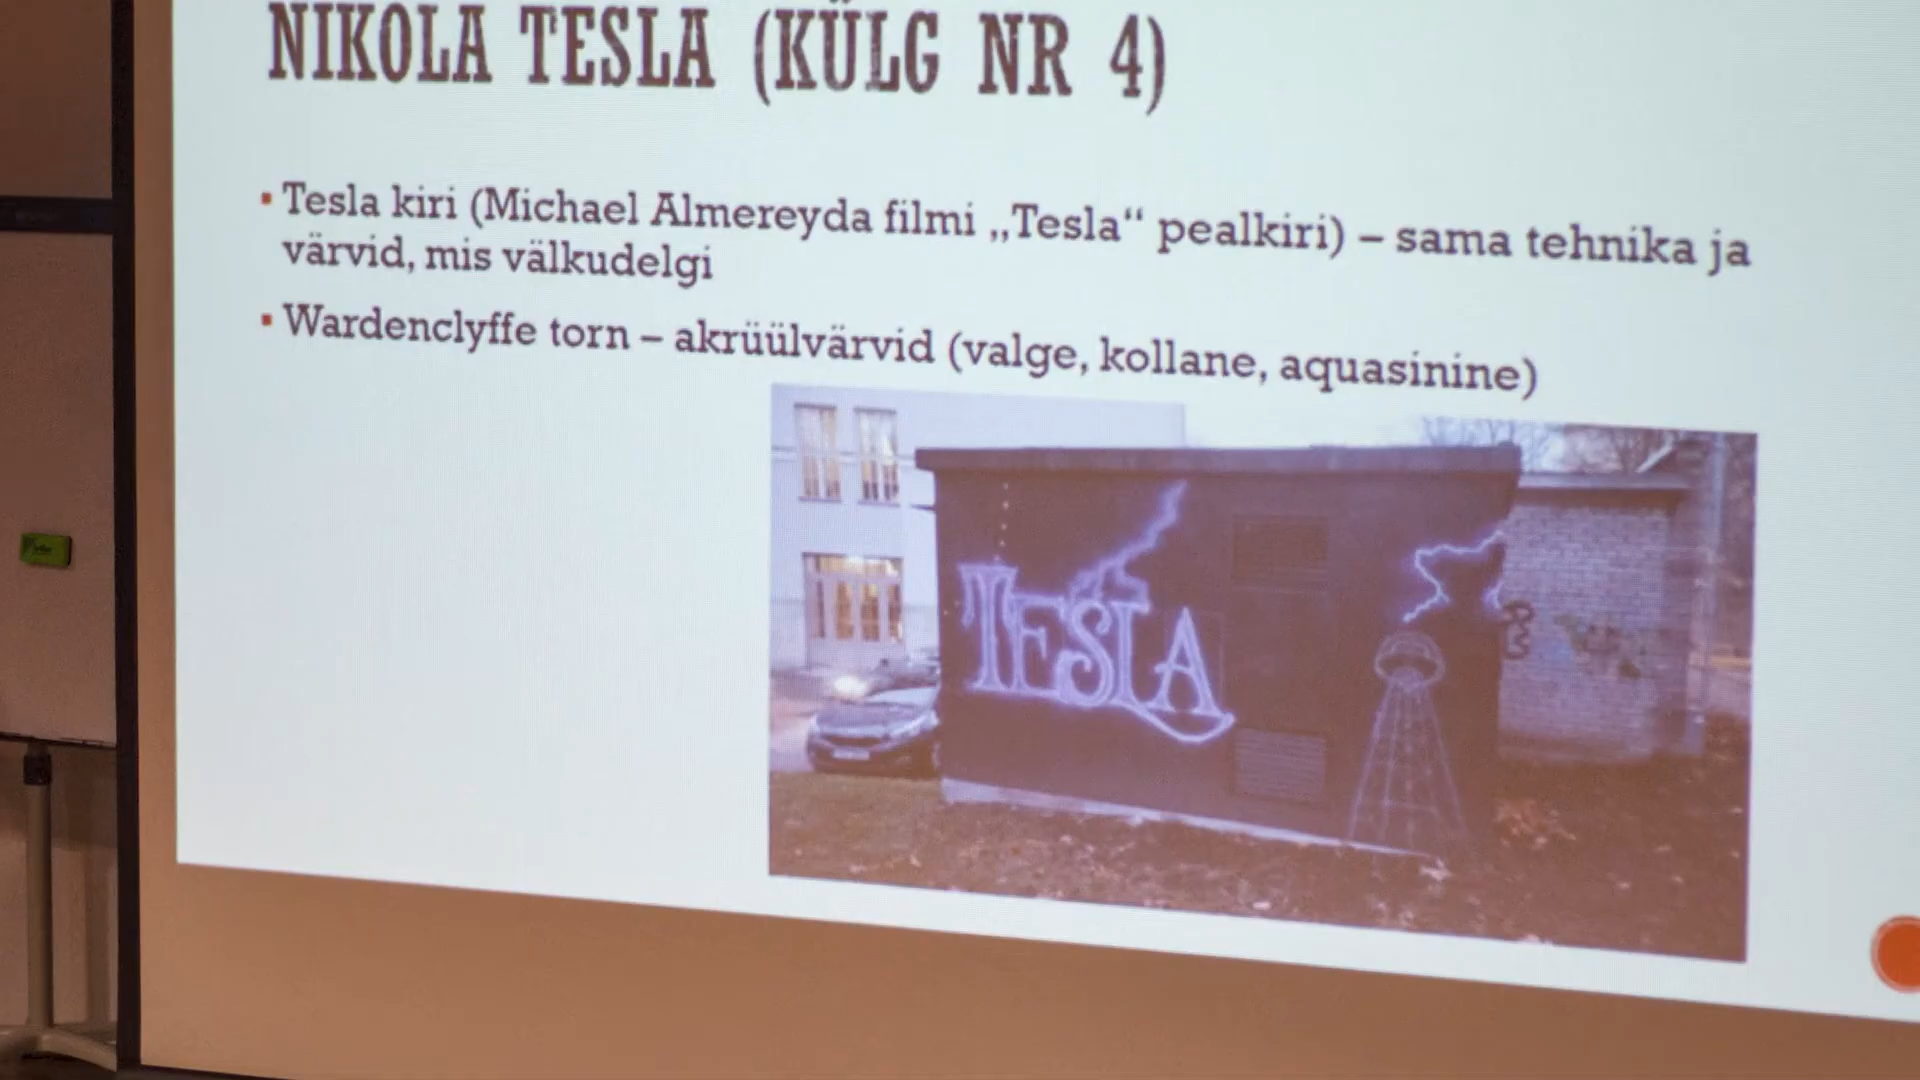 NIKOLA TESLA (KÜLG NR 4)
▪ Tesla kiri (Michael Almereyda filmi „Tesla“ pealkiri) – sama tehnika ja
värvid, mis välkudelgi
▪ Wardenclyffe torn – akrüülvärvid (valge, kollane, aquasinine)
TESLA